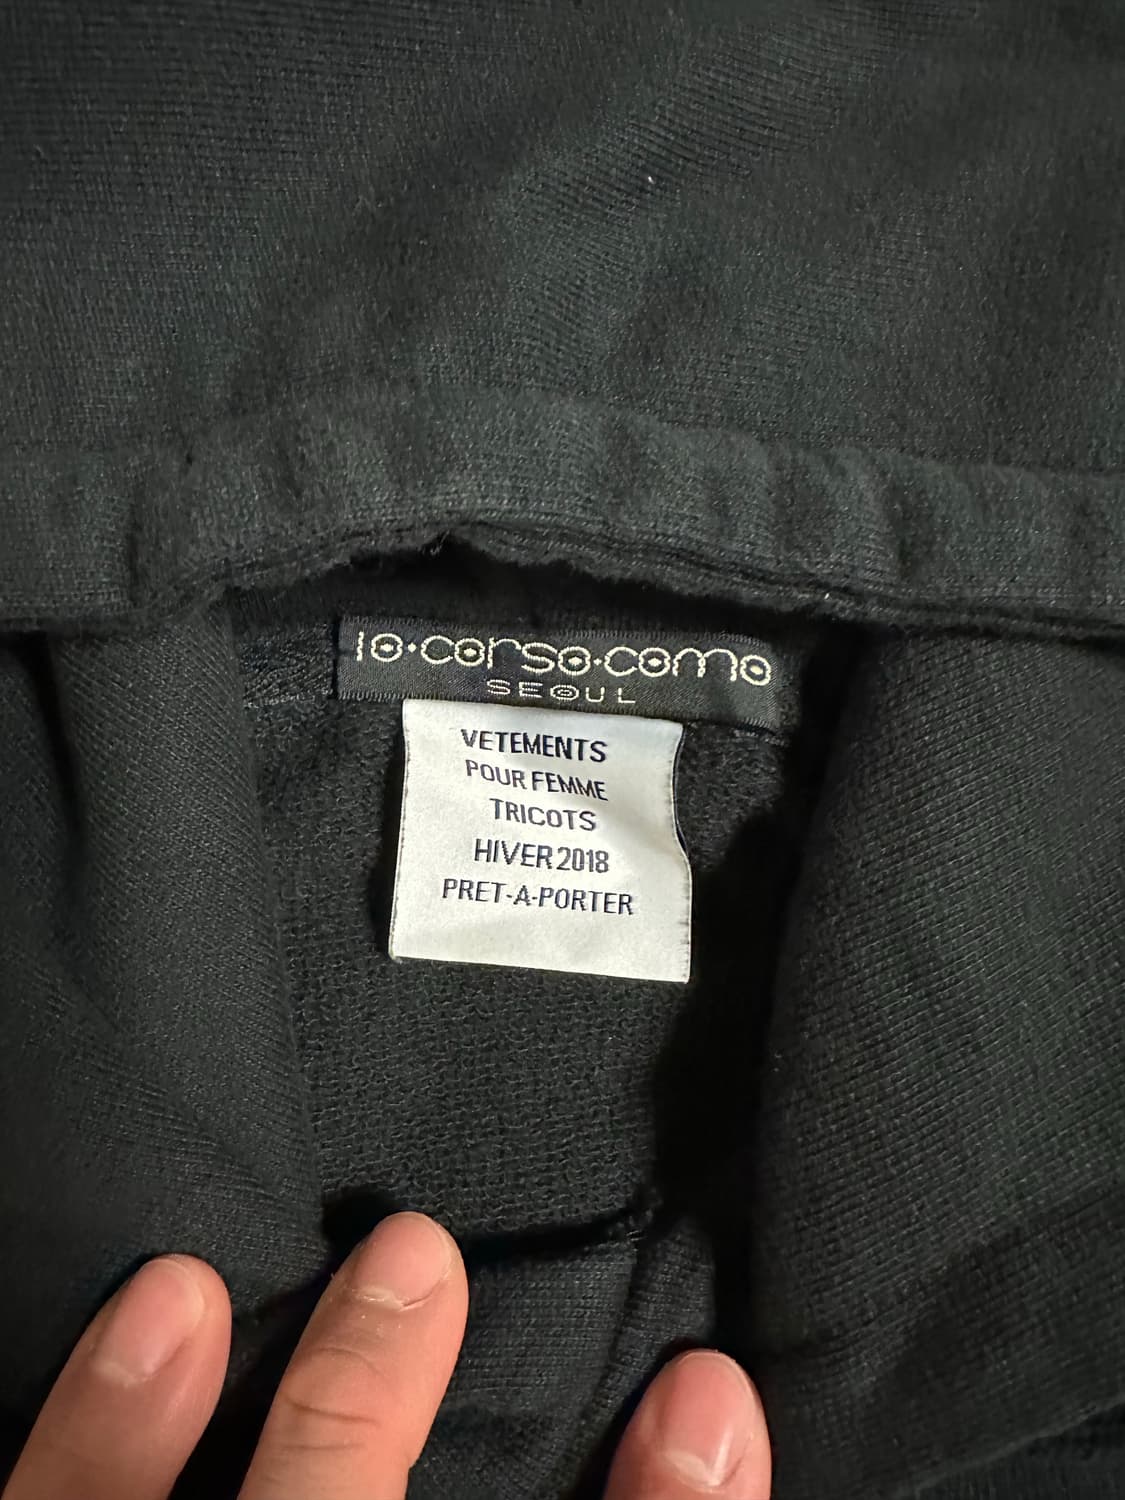 10·corso·como
SEOUL
VETEMENTS
POUR FEMME
TRICOTS
HIVER 2018
PRET-A-PORTER